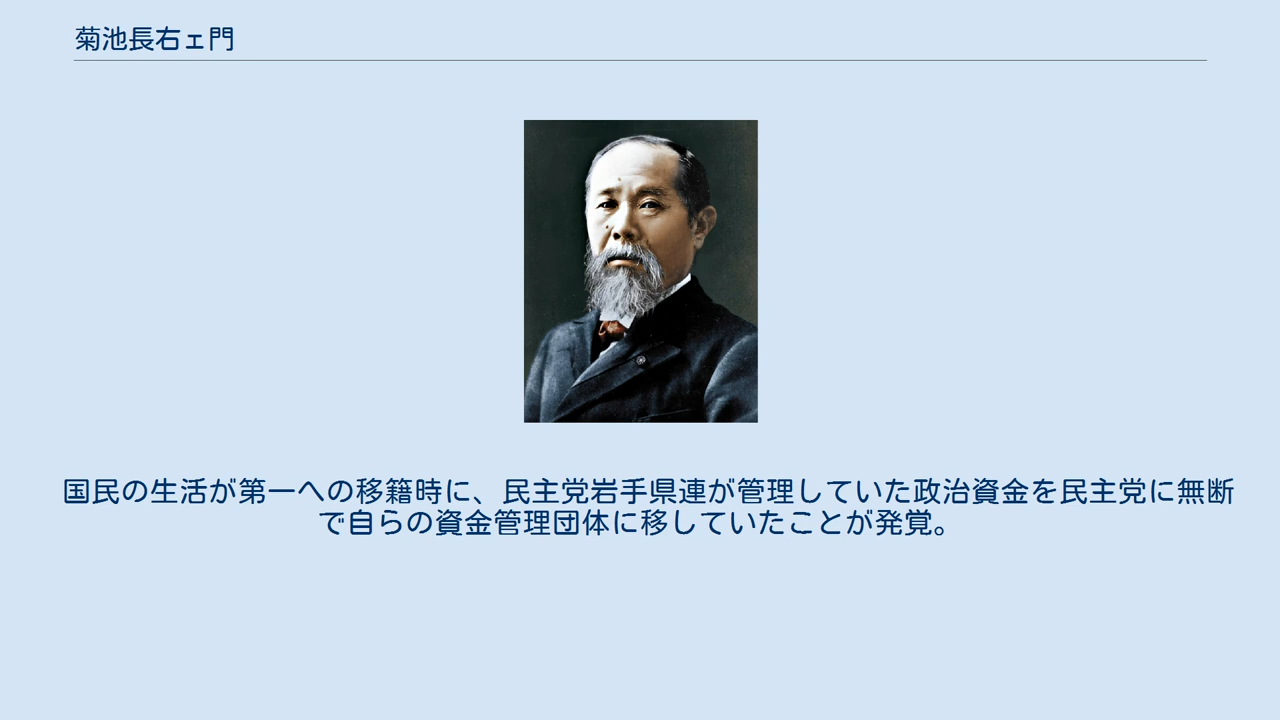 菊池長右ェ門
国民の生活が第一への移籍時に、民主党岩手県連が管理していた政治資金を民主党に無断
で自らの資金管理団体に移していたことが発覚。